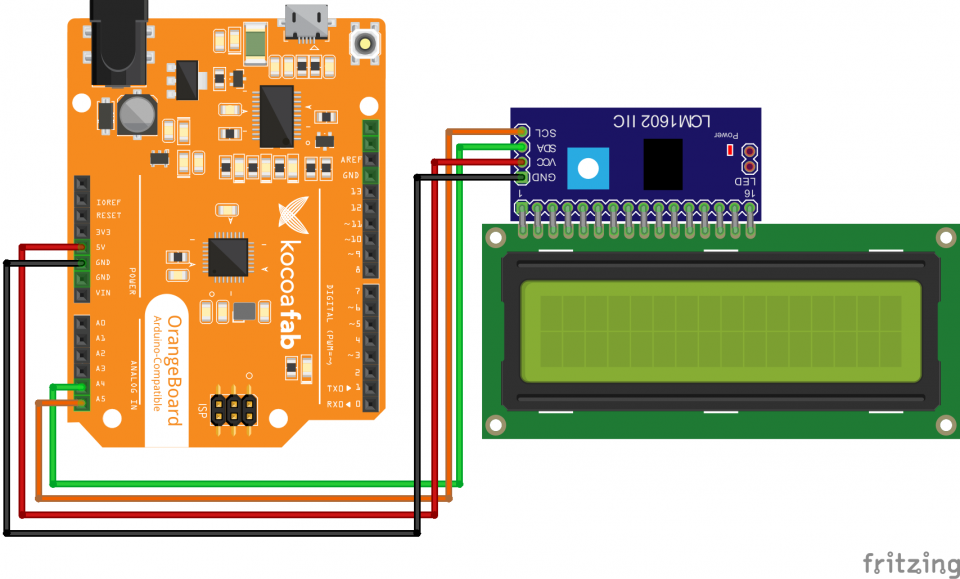 AREF
GND
13
12
~11
~10
~9
8
7
~6
~5
4
~3
2
TXD ▶ 1
RXD ◀ 0
DIGITAL (PWM=~)
IOREF
RESET
3V3
5V
GND
GND
VIN
POWER
A0
A1
A2
A3
A4
A5
ANALOG IN
kocoafab
OrangeBoard
Arduino-Compatible
ISP
LCM1602 IIC
SCL
SDA
VCC
GND
Power
LED
1
16
fritzing